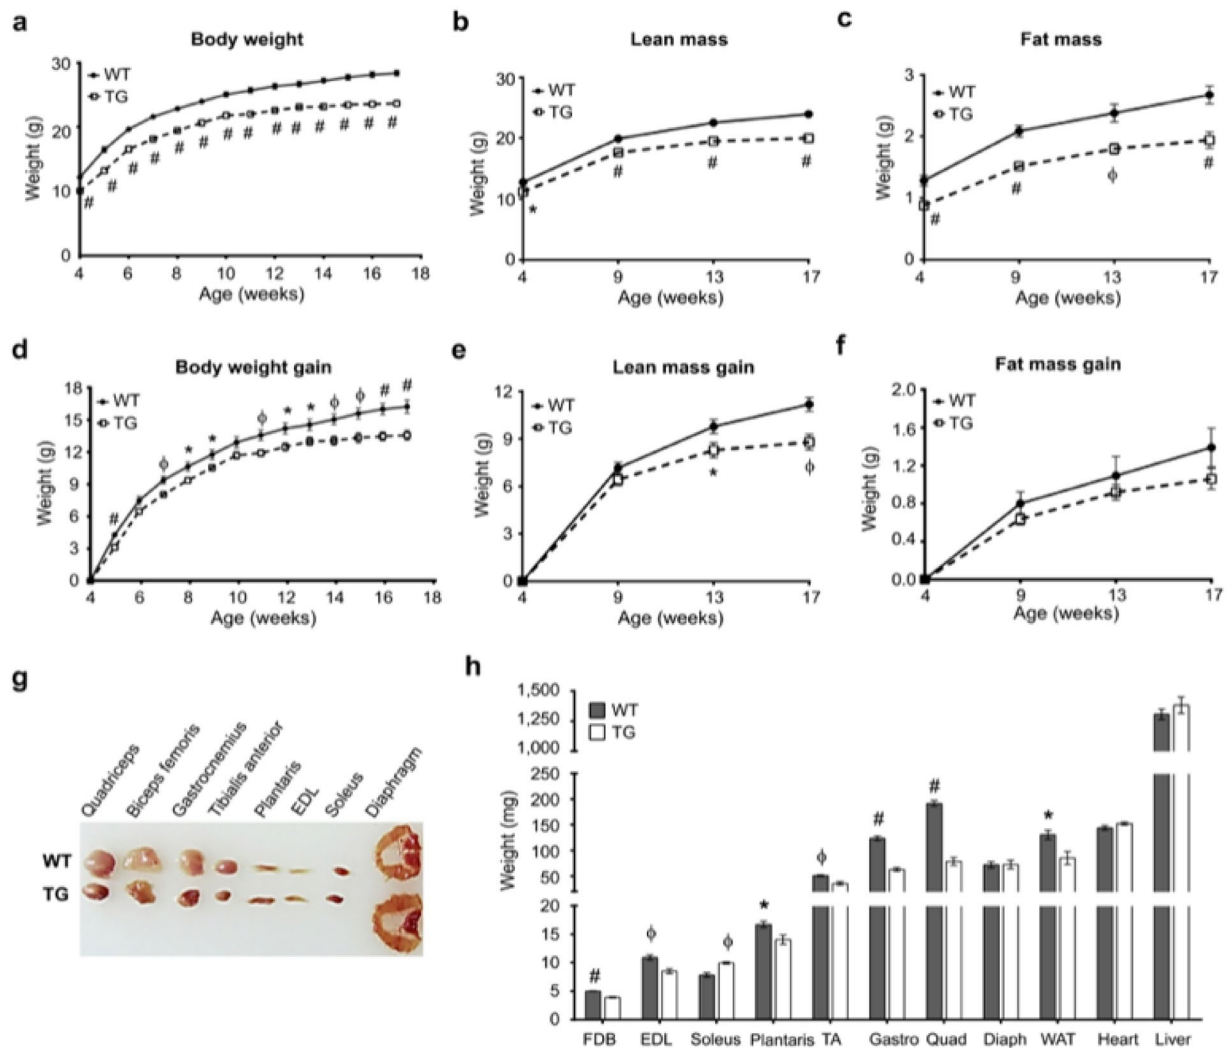 a
Body weight
Weight (g)
30
20
10
0
WT
TG
# # # # # # # # # # # # #
4 6 8 10 12 14 16 18
Age (weeks)
b
Lean mass
Weight (g)
30
20
10
0
WT
TG
* # # #
4 9 13 17
Age (weeks)
c
Fat mass
Weight (g)
3
2
1
0
WT
TG
# # ϕ #
4 9 13 17
Age (weeks)
d
Body weight gain
Weight (g)
18
15
12
9
6
3
0
WT
TG
# ϕ * * ϕ * * ϕ ϕ # #
4 6 8 10 12 14 16 18
Age (weeks)
e
Lean mass gain
Weight (g)
12
9
6
3
0
WT
TG
* ϕ
4 9 13 17
Age (weeks)
f
Fat mass gain
Weight (g)
2.0
1.6
1.2
0.8
0.4
0.0
WT
TG
4 9 13 17
Age (weeks)
g
Quadriceps
Biceps femoris
Gastrocnemius
Tibialis anterior
Plantaris
EDL
Soleus
Diaphragm
WT
TG
h
Weight (mg)
1,500
1,250
1,000
250
200
150
100
50
20
15
10
5
0
WT
TG
# ϕ ϕ * ϕ # # *
FDB EDL Soleus Plantaris TA Gastro Quad Diaph WAT Heart Liver